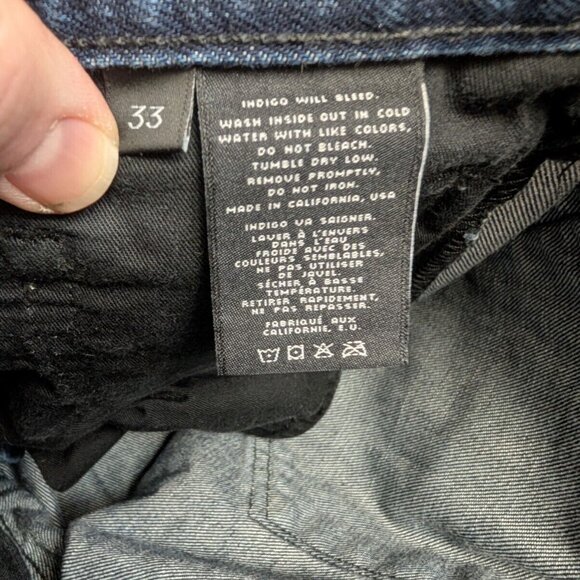 33
INDIGO WILL BLEED.
WASH INSIDE OUT IN COLD
WATER WITH LIKE COLORS,
DO NOT BLEACH.
TUMBLE DRY LOW.
REMOVE PROMPTLY,
DO NOT IRON.
MADE IN CALIFORNIA, USA
INDIGO VA SAIGNER.
LAVER À L'ENVERS
DANS L'EAU
FROIDE AVEC DES
COULEURS SEMBLABLES,
NE PAS UTILISER
DE JAVEL.
SÉCHER À BASSE
TEMPÉRATURE.
RETIRER RAPIDEMENT,
NE PAS REPASSER.
FABRIQUÉ AUX
CALIFORNIE, E.U.